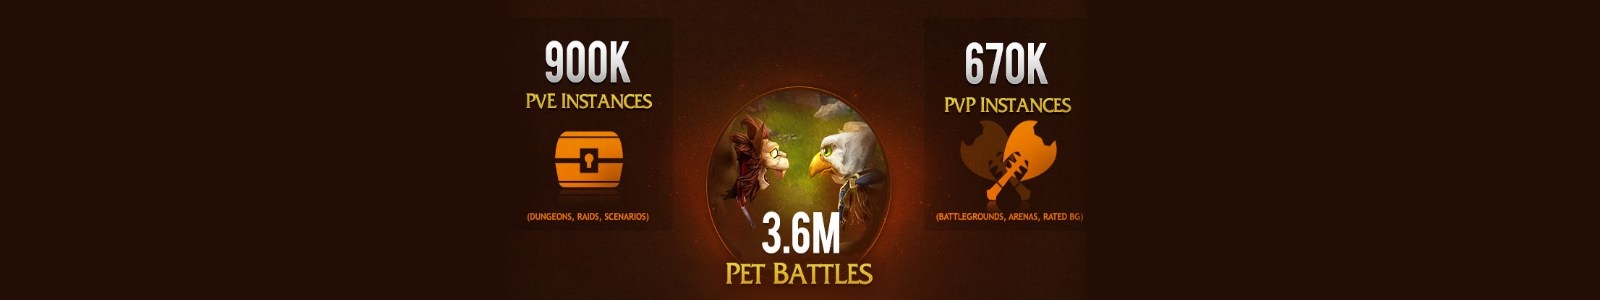 900K
PVE INSTANCES
(DUNGEONS, RAIDS, SCENARIOS)
3.6M
PET BATTLES
670K
PVP INSTANCES
(BATTLEGROUNDS, ARENAS, RATED BG)